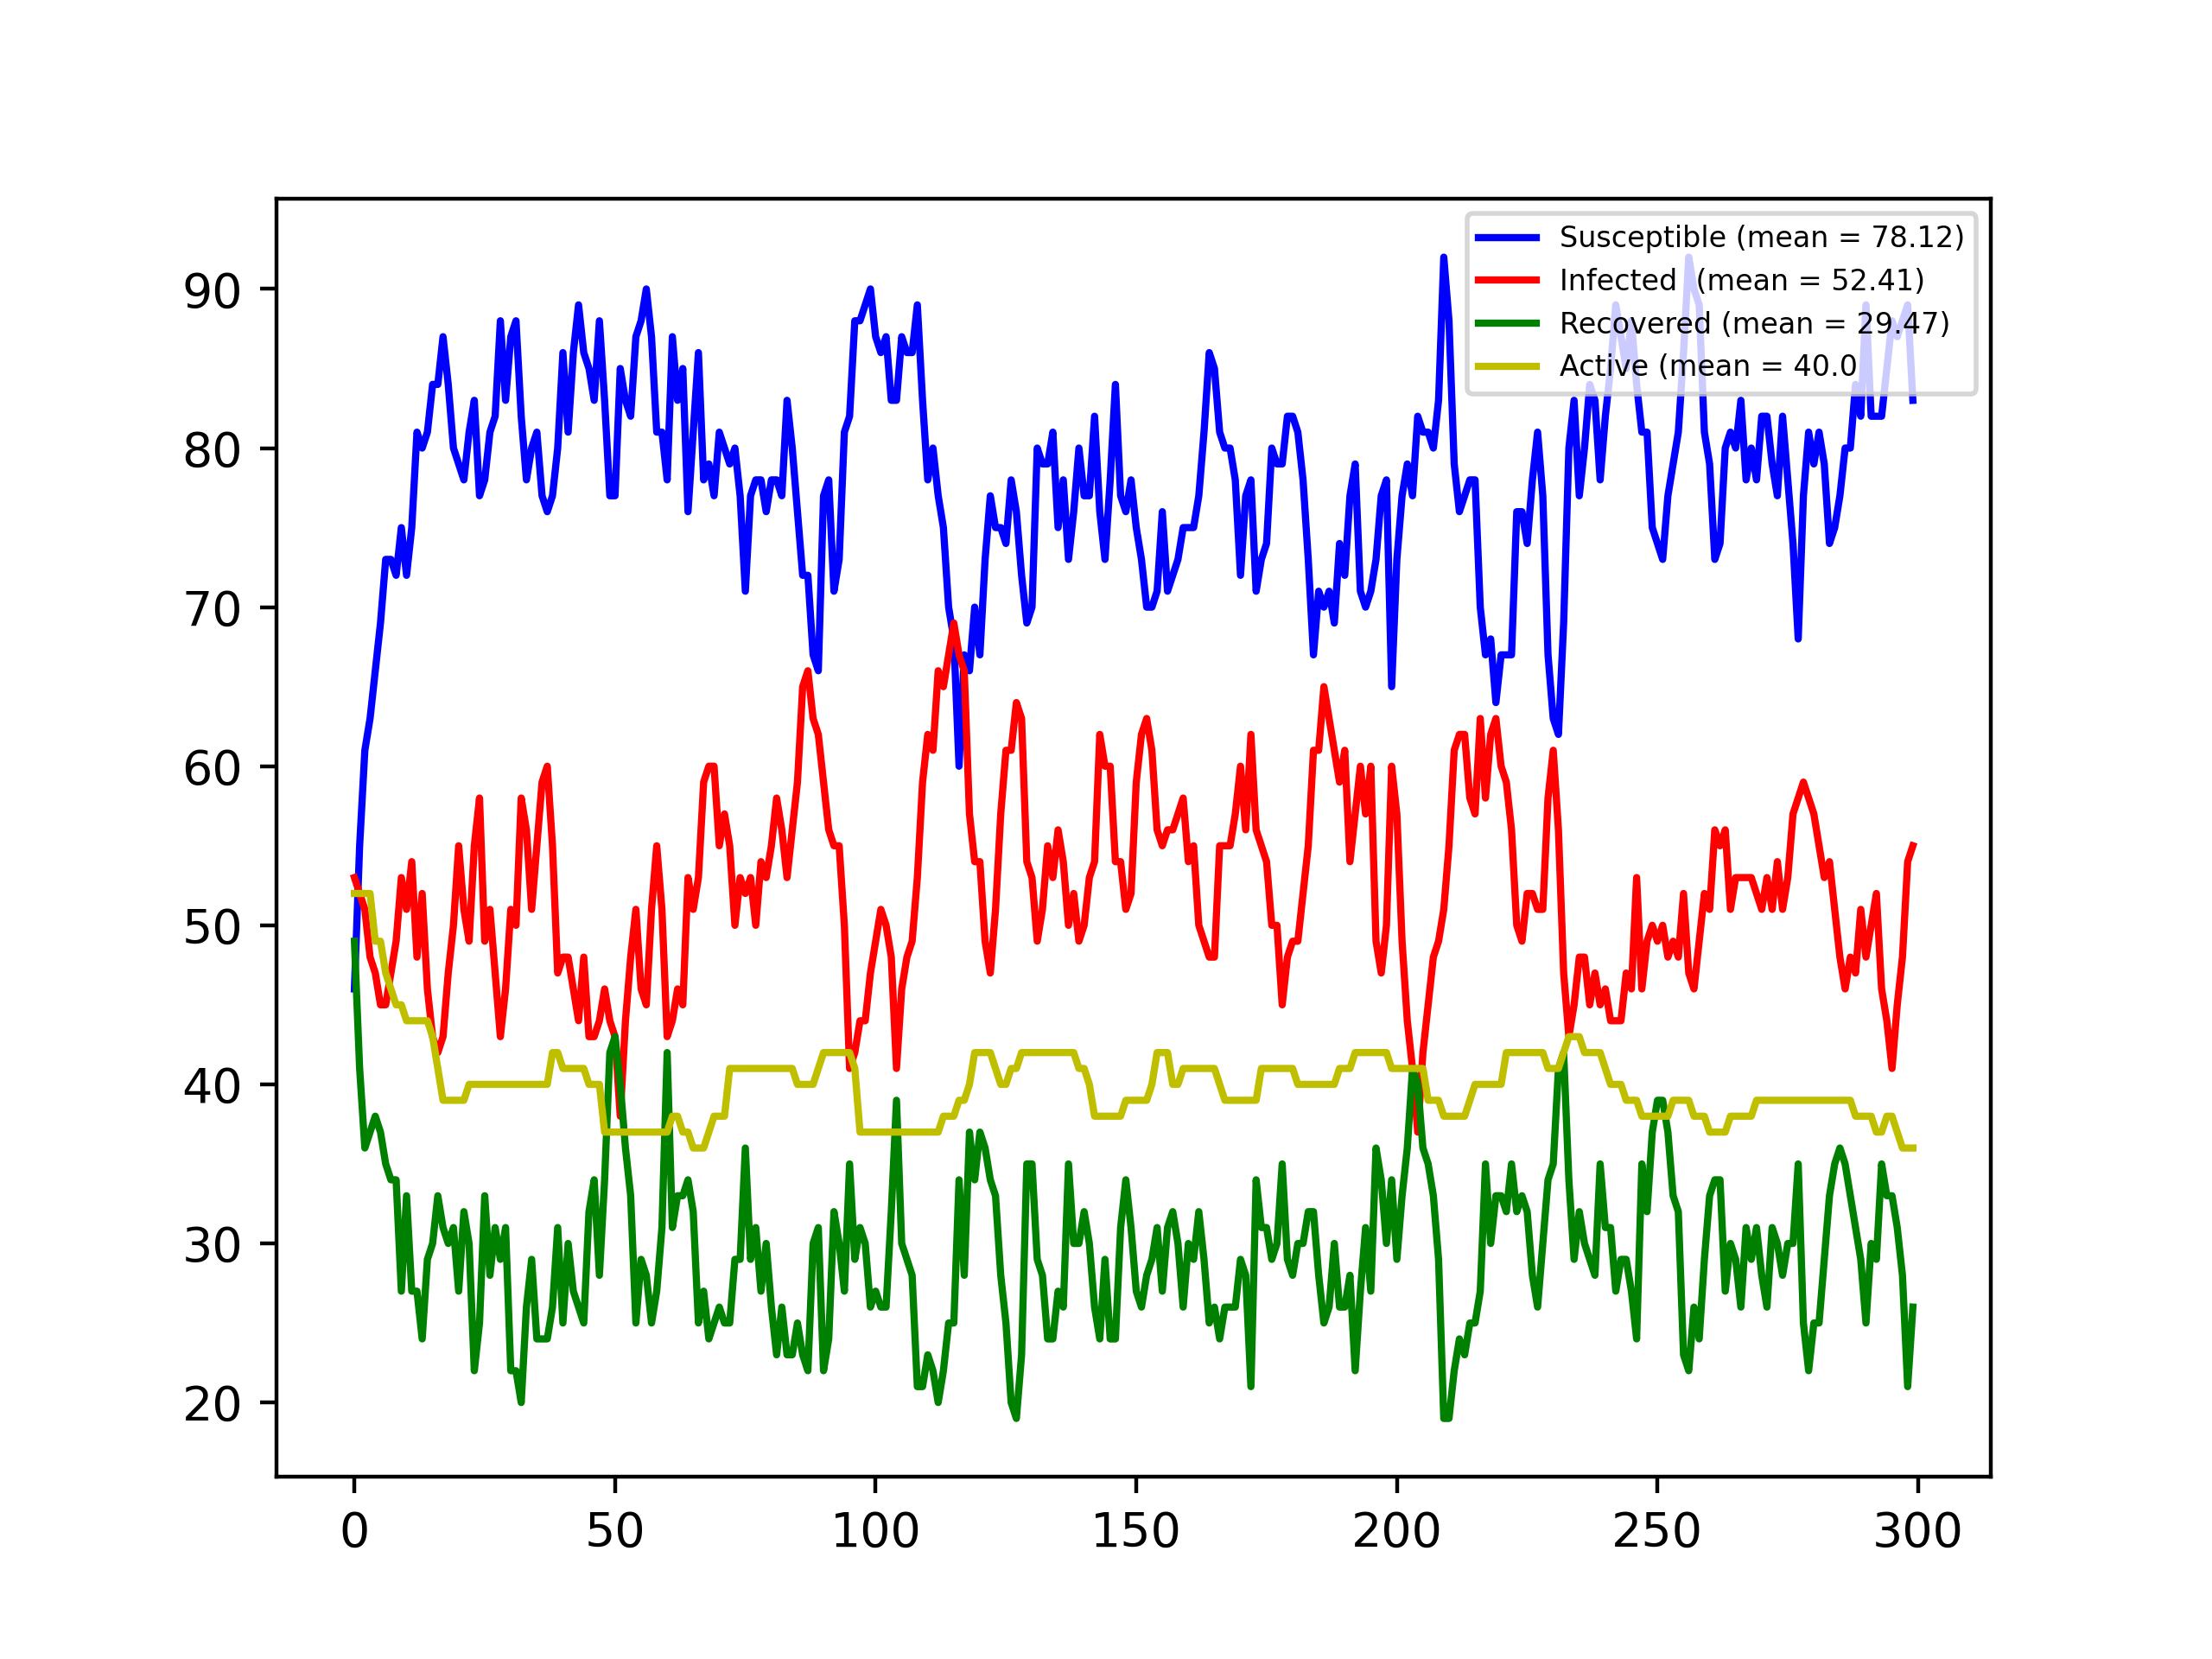 Susceptible (mean = 78.12)
Infected  (mean = 52.41)
Recovered (mean = 29.47)
Active (mean = 40.0
90
80
70
60
50
40
30
20
0 50 100 150 200 250 300